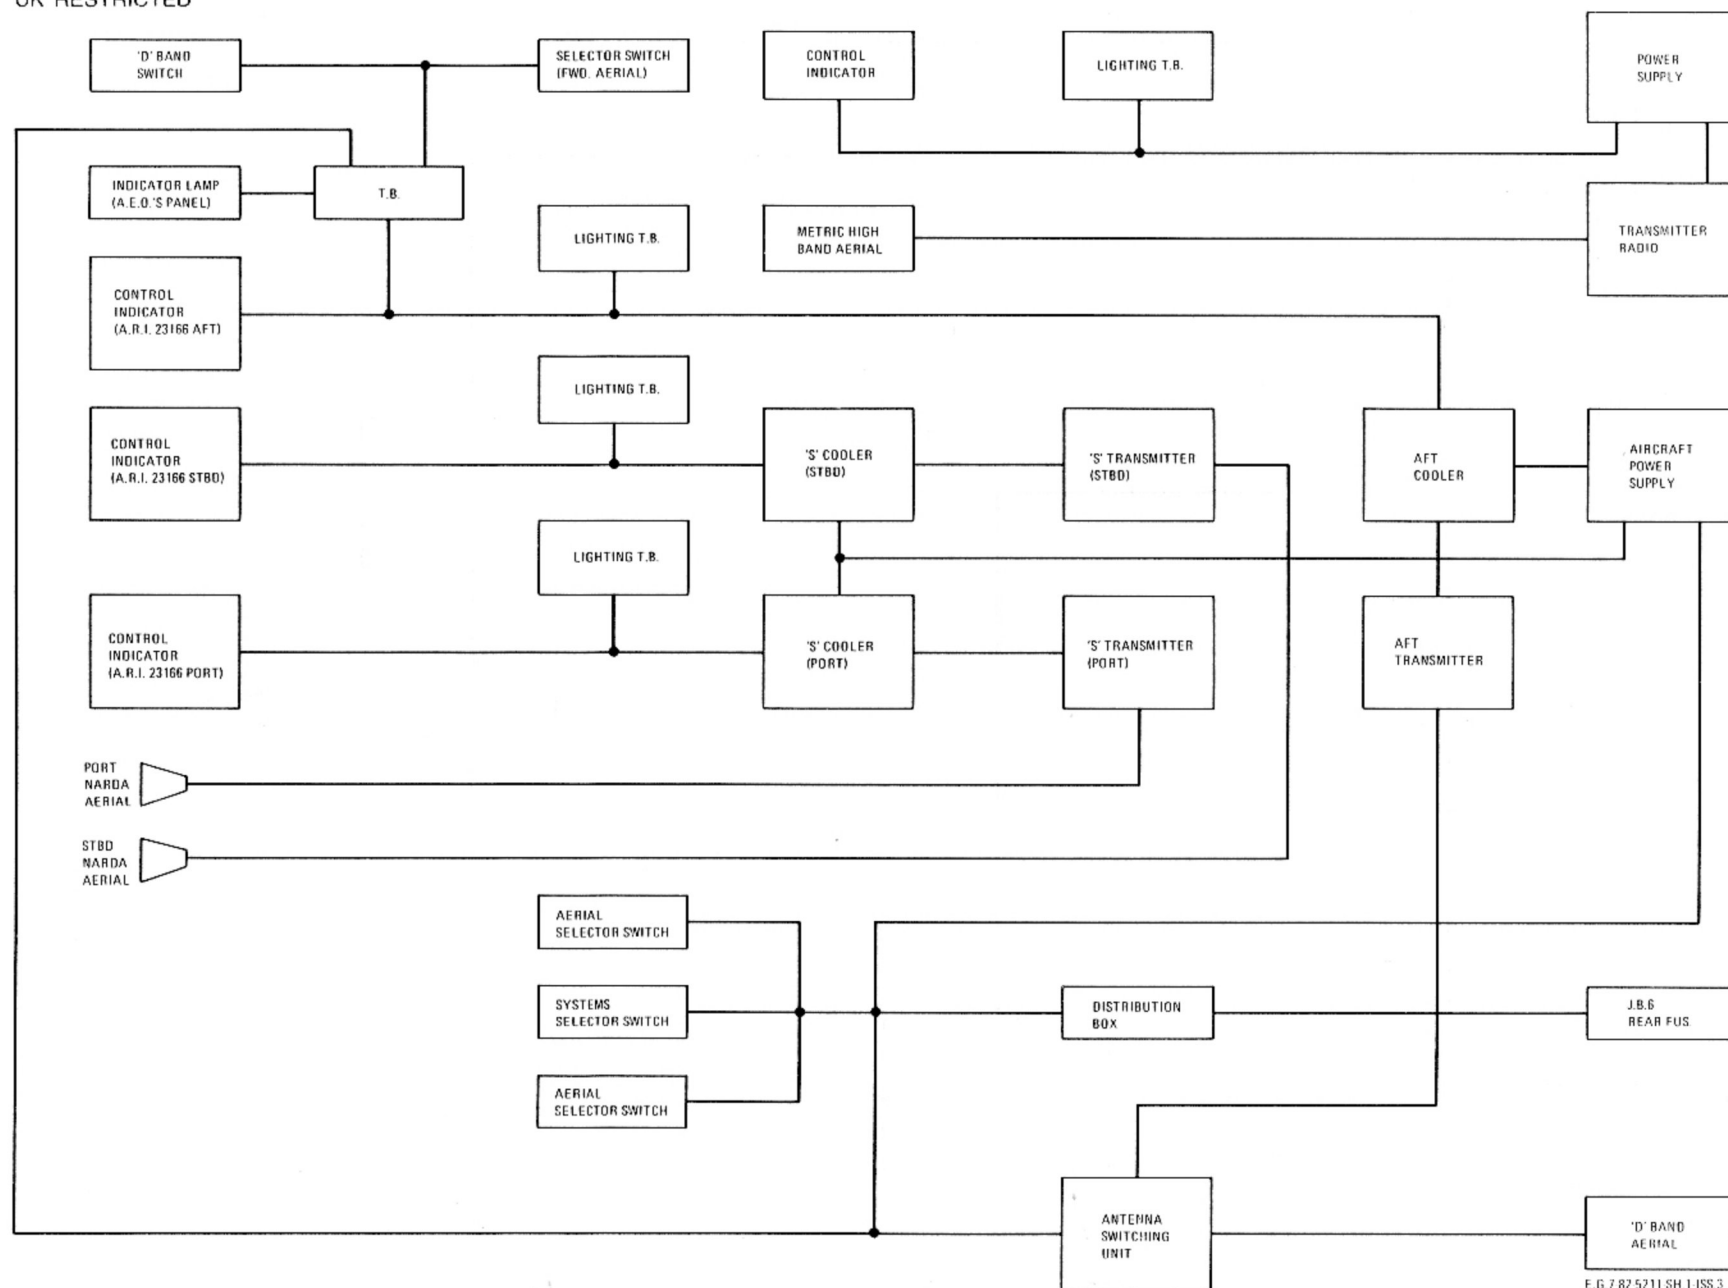 UK RESTRICTED
'D' BAND
SWITCH
SELECTOR SWITCH
(FWD. AERIAL)
CONTROL
INDICATOR
LIGHTING T.B.
POWER
SUPPLY
INDICATOR LAMP
(A.E.O.'S PANEL)
T.B.
LIGHTING T.B.
METRIC HIGH
BAND AERIAL
TRANSMITTER
RADIO
CONTROL
INDICATOR
(A.R.I. 23166 AFT)
LIGHTING T.B.
CONTROL
INDICATOR
(A.R.I. 23166 STBD)
'S' COOLER
(STBD)
'S' TRANSMITTER
(STBD)
AFT
COOLER
AIRCRAFT
POWER
SUPPLY
LIGHTING T.B.
CONTROL
INDICATOR
(A.R.I. 23166 PORT)
'S' COOLER
(PORT)
'S' TRANSMITTER
(PORT)
AFT
TRANSMITTER
PORT
NARDA
AERIAL
STBD
NARDA
AERIAL
AERIAL
SELECTOR SWITCH
SYSTEMS
SELECTOR SWITCH
DISTRIBUTION
BOX
J.B.6
REAR FUS
AERIAL
SELECTOR SWITCH
ANTENNA
SWITCHING
UNIT
'D' BAND
AERIAL